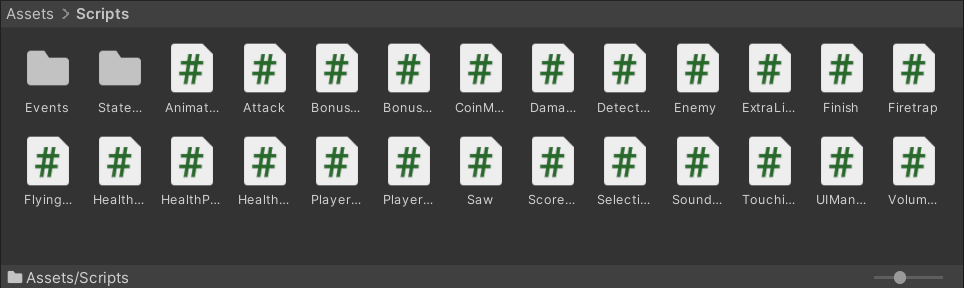 Assets > Scripts
Events State... Animat... Attack Bonus... Bonus... CoinM... Dama... Detect... Enemy ExtraLi... Finish Firetrap
Flying... Health... HealthP... Health... Player... Player... Saw Score... Selecti... Sound... Touchi... UIMan... Volum...
Assets/Scripts